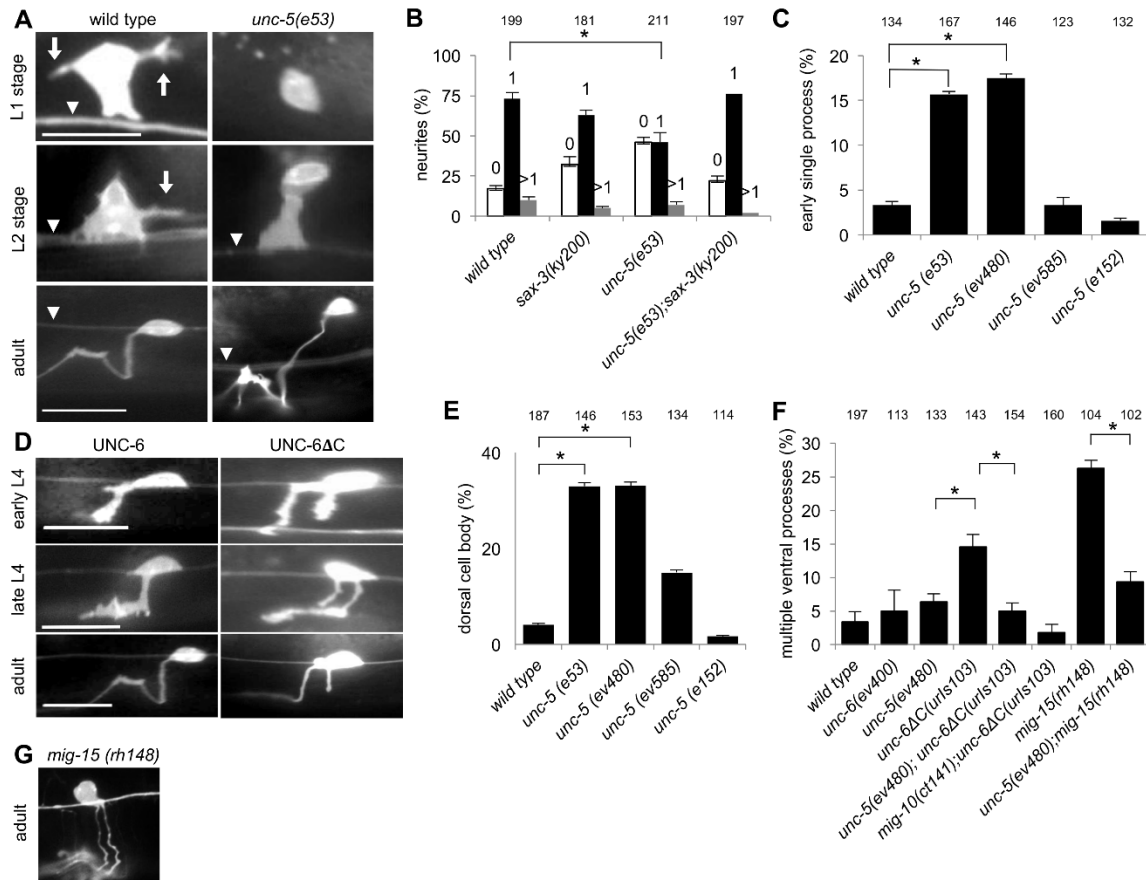 A
wild type
unc-5(e53)
L1 stage
L2 stage
adult
B
199 181 211 197
*
neurites (%)
100
75
50
25
0
0 1 >1
0 1 >1
0 1 >1
0 1 >1
wild type
sax-3(ky200)
unc-5(e53)
unc-5(e53);sax-3(ky200)
C
134 167 146 123 132
*
*
early single process (%)
20
15
10
5
0
wild type
unc-5 (e53)
unc-5 (ev480)
unc-5 (ev585)
unc-5 (e152)
D
UNC-6
UNC-6ΔC
early L4
late L4
adult
E
187 146 153 134 114
*
*
dorsal cell body (%)
40
20
0
wild type
unc-5 (e53)
unc-5 (ev480)
unc-5 (ev585)
unc-5 (e152)
F
197 113 133 143 154 160 104 102
*
*
*
multiple ventral processes (%)
30
25
20
15
10
5
0
wild type
unc-6(ev400)
unc-5(ev480)
unc-6ΔC(urIs103)
unc-5(ev480); unc-6ΔC(urIs103)
mig-10(ct141);unc-6ΔC(urIs103)
mig-15(rh148)
unc-5(ev480);mig-15(rh148)
G
mig-15 (rh148)
adult